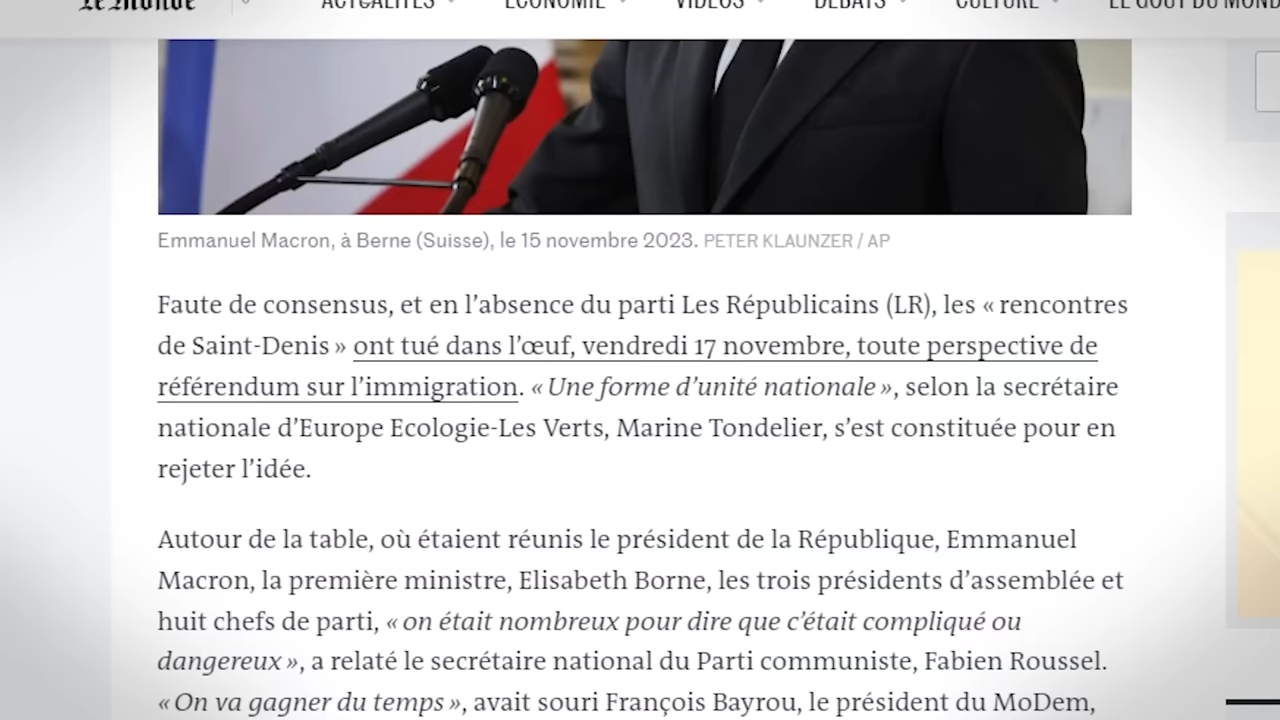 Le Monde
ACTUALITÉS ÉCONOMIE VIDÉOS DÉBATS CULTURE LE GOÛT DU MOND
Emmanuel Macron, à Berne (Suisse), le 15 novembre 2023. PETER KLAUNZER / AP
Faute de consensus, et en l’absence du parti Les Républicains (LR), les « rencontres
de Saint-Denis » ont tué dans l’œuf, vendredi 17 novembre, toute perspective de
référendum sur l’immigration. « Une forme d’unité nationale », selon la secrétaire
nationale d’Europe Ecologie-Les Verts, Marine Tondelier, s’est constituée pour en
rejeter l’idée.
Autour de la table, où étaient réunis le président de la République, Emmanuel
Macron, la première ministre, Elisabeth Borne, les trois présidents d’assemblée et
huit chefs de parti, « on était nombreux pour dire que c’était compliqué ou
dangereux », a relaté le secrétaire national du Parti communiste, Fabien Roussel.
« On va gagner du temps », avait souri François Bayrou, le président du MoDem,